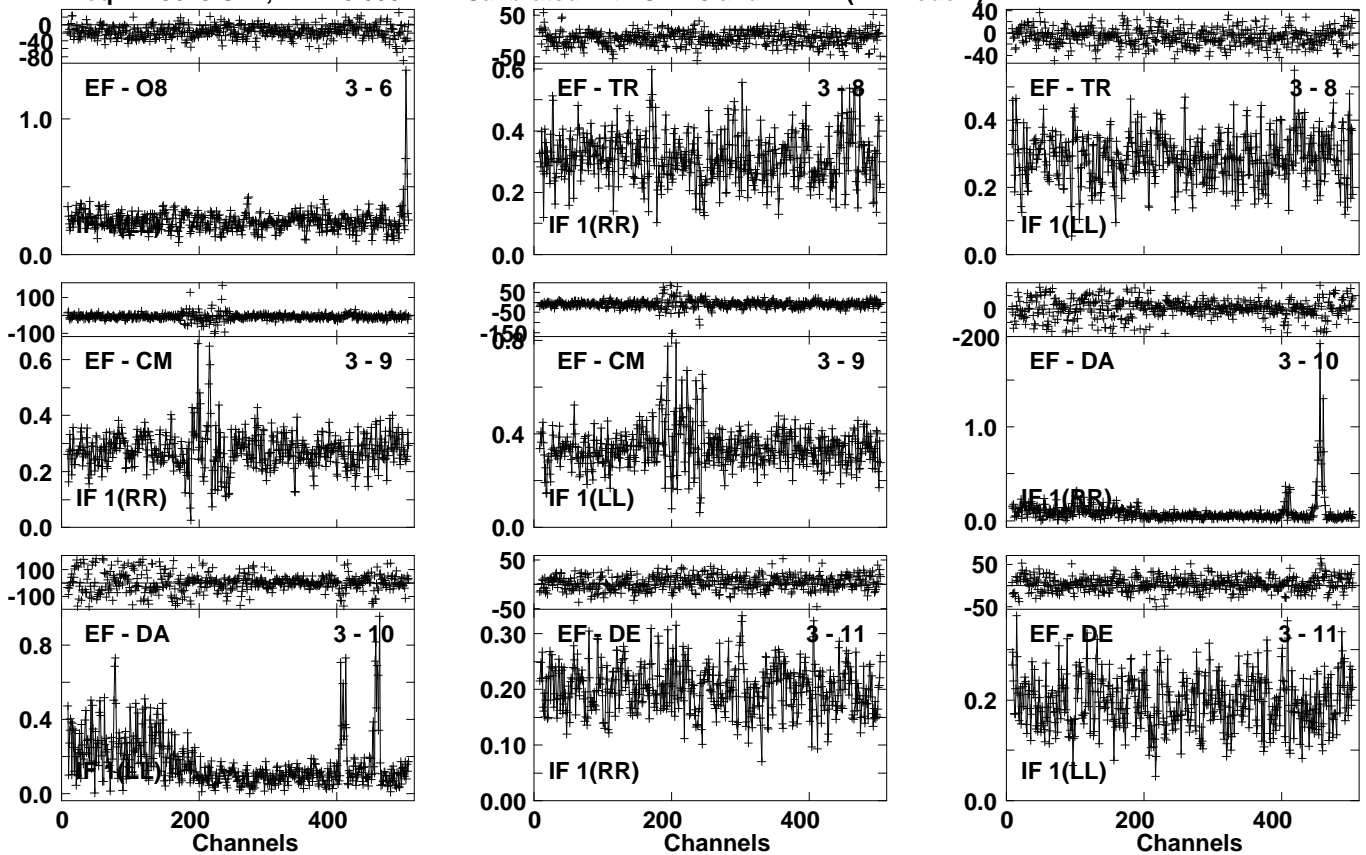 0
-40
-80
50
-50
40
0
-40
EF - O8 3 - 6
1.0
0.0
EF - TR 3 - 8
0.6
0.4
0.2
0.0
IF 1(RR)
EF - TR 3 - 8
0.4
0.2
0.0
IF 1(LL)
100
-100
50
-50
-150
0
-200
EF - CM 3 - 9
0.6
0.4
0.2
0.0
IF 1(RR)
EF - CM 3 - 9
0.8
0.4
0.0
IF 1(LL)
EF - DA 3 - 10
1.0
0.0
IF 1(RR)
100
-100
50
-50
50
0
-50
EF - DA 3 - 10
0.8
0.4
0.0
IF 1(LL)
EF - DE 3 - 11
0.30
0.20
0.10
0.00
IF 1(RR)
EF - DE 3 - 11
0.2
0.0
IF 1(LL)
0 200 400
Channels
0 200 400
Channels
0 200 400
Channels